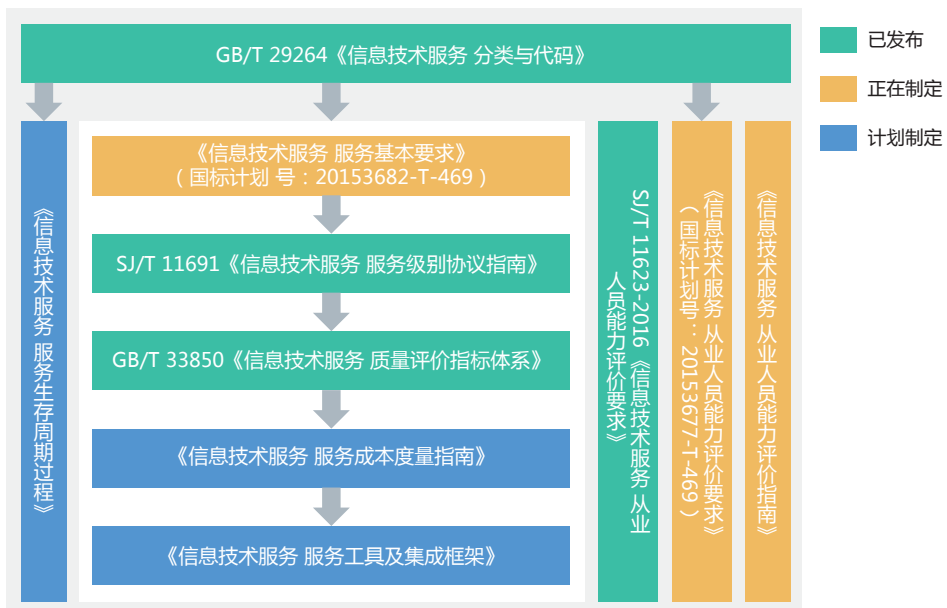 GB/T 29264《信息技术服务 分类与代码》
已发布
正在制定
计划制定
《信息技术服务 服务生存周期过程》
《信息技术服务 服务基本要求》
（国标计划 号：20153682-T-469）
SJ/T 11691《信息技术服务 服务级别协议指南》
GB/T 33850《信息技术服务 质量评价指标体系》
《信息技术服务 服务成本度量指南》
《信息技术服务 服务工具及集成框架》
SJ/T 11623-2016《信息技术服务 从业
人员能力评价要求》
《信息技术服务 从业人员能力评价要求》
（国标计划号：20153677-T-469）
《信息技术服务 从业人员能力评价指南》